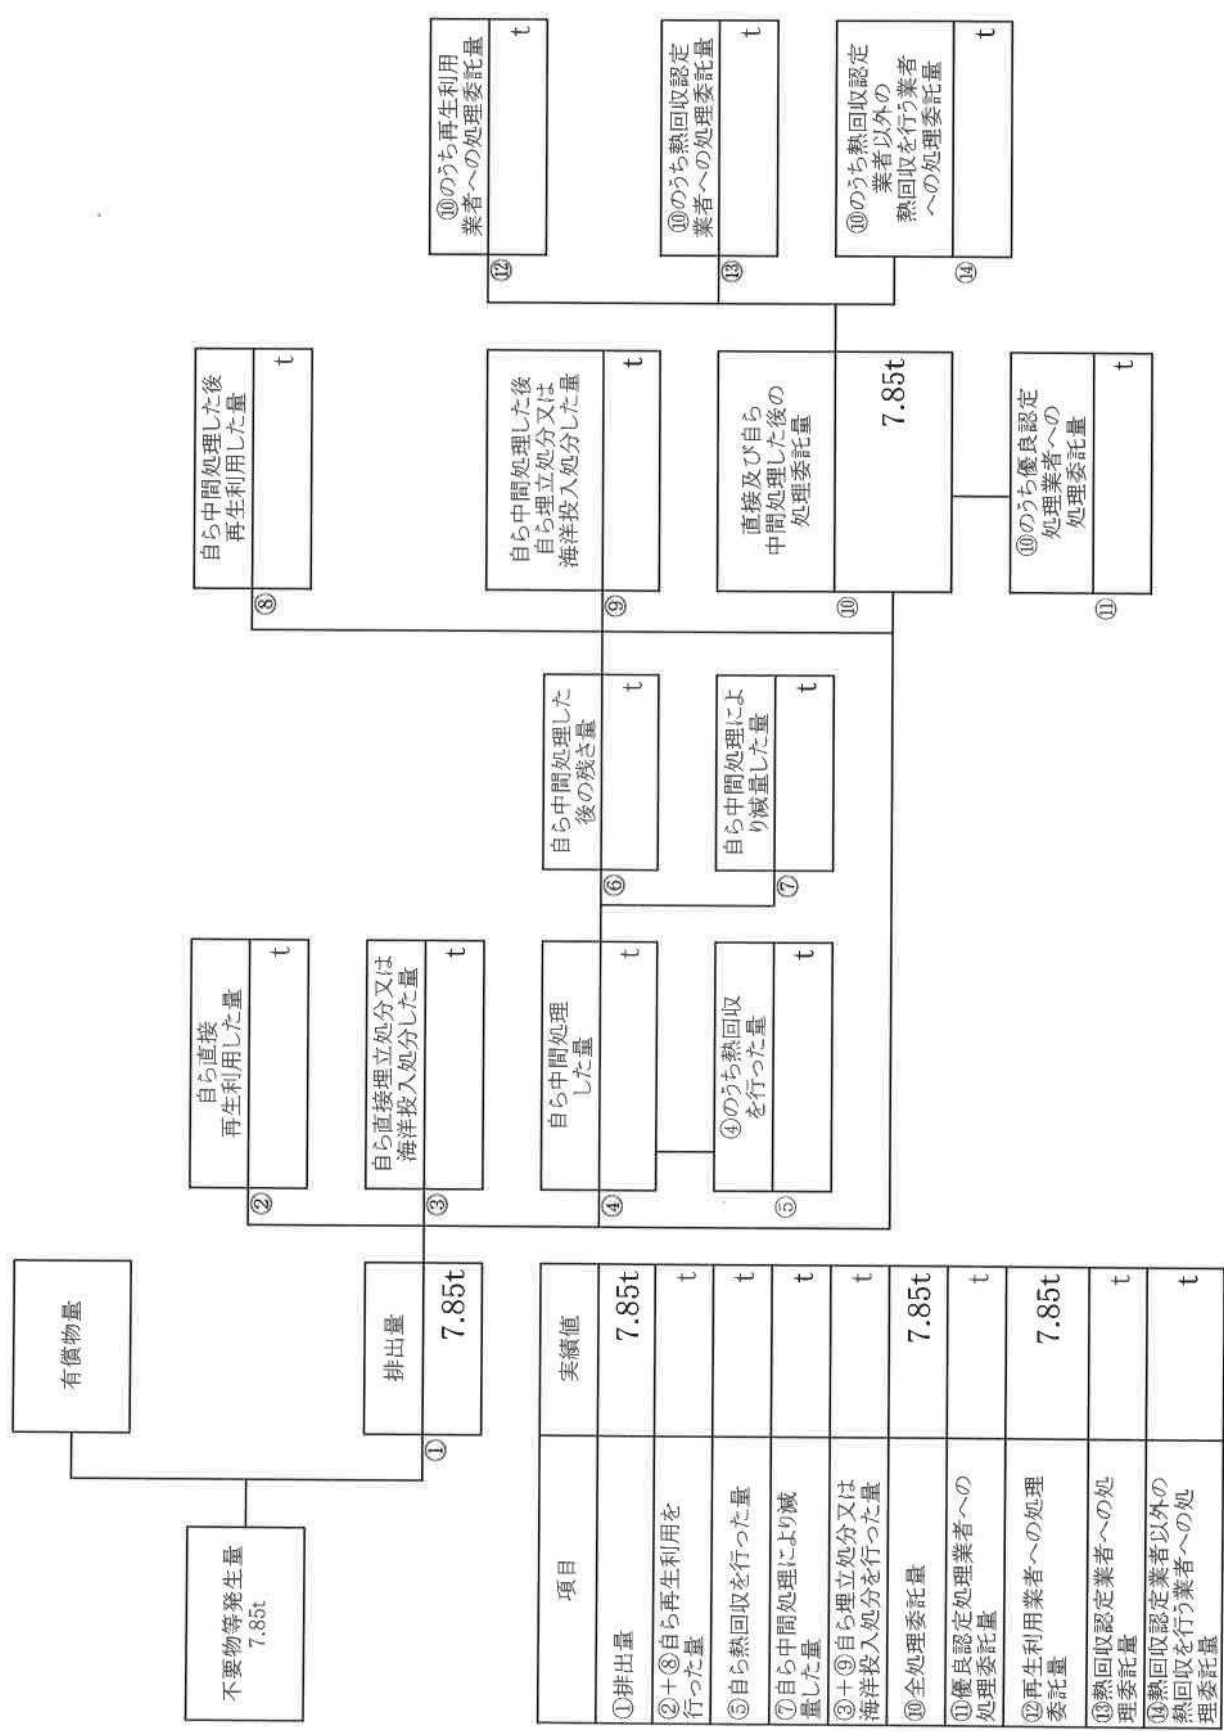 不要物等発生量
7.85t
有償物量
排出量
①
7.85t
自ら直接
再生利用した量
②
t
自ら直接埋立処分又は
海洋投入処分した量
③
t
自ら中間処理
した量
④
t
④のうち熱回収
を行った量
⑤
t
自ら中間処理した
後の残さ量
⑥
t
自ら中間処理によ
り減量した量
⑦
t
自ら中間処理した後
再生利用した量
⑧
t
自ら中間処理した後
自ら埋立処分又は
海洋投入処分した量
⑨
t
直接及び自ら
中間処理した後の
処理委託量
⑩
7.85t
⑩のうち優良認定
処理業者への
処理委託量
⑪
t
⑩のうち再生利用
業者への処理委託量
⑫
t
⑩のうち熱回収認定
業者への処理委託量
⑬
t
⑩のうち熱回収認定
業者以外の
熱回収を行う業者
への処理委託量
⑭
t
項目 実績値
①排出量 7.85t
②+⑧自ら再生利用を
行った量 t
⑤自ら熱回収を行った量 t
⑦自ら中間処理により減
量した量 t
③+⑨自ら埋立処分又は
海洋投入処分を行った量 t
⑩全処理委託量 7.85t
⑪優良認定処理業者への
処理委託量 t
⑫再生利用業者への処理
委託量 7.85t
⑬熱回収認定業者への処
理委託量 t
⑭熱回収認定業者以外の
熱回収を行う業者への処
理委託量 t